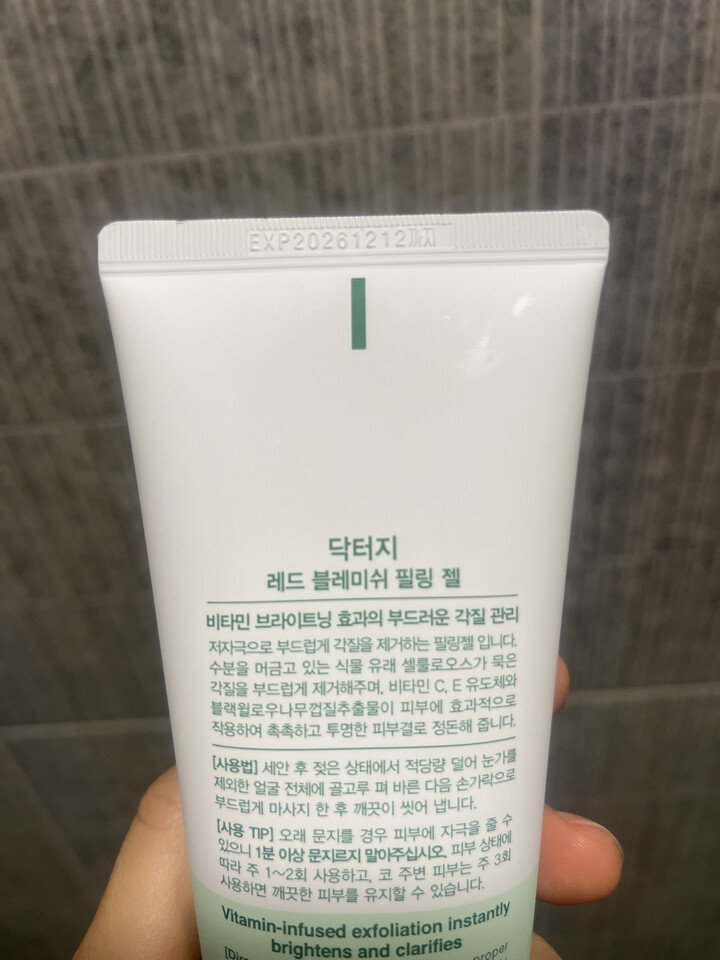 EXP20261212까지
닥터지
레드 블레미쉬 필링 젤
비타민 브라이트닝 효과의 부드러운 각질 관리
저자극으로 부드럽게 각질을 제거하는 필링젤 입니다.
수분을 머금고 있는 식물 유래 셀룰로오스가 묵은
각질을 부드럽게 제거해주며, 비타민 C, E 유도체와
블랙윌로우나무껍질추출물이 피부에 효과적으로
작용하여 촉촉하고 투명한 피부결로 정돈해 줍니다.
[사용법] 세안 후 젖은 상태에서 적당량 덜어 눈가를
제외한 얼굴 전체에 골고루 펴 바른 다음 손가락으로
부드럽게 마사지 한 후 깨끗이 씻어 냅니다.
[사용 TIP] 오래 문지를 경우 피부에 자극을 줄 수
있으니 1분 이상 문지르지 말아주십시오. 피부 상태에
따라 주 1~2회 사용하고, 코 주변 피부는 주 3회
사용하면 깨끗한 피부를 유지할 수 있습니다.
Vitamin-infused exfoliation instantly
brightens and clarifies
proper